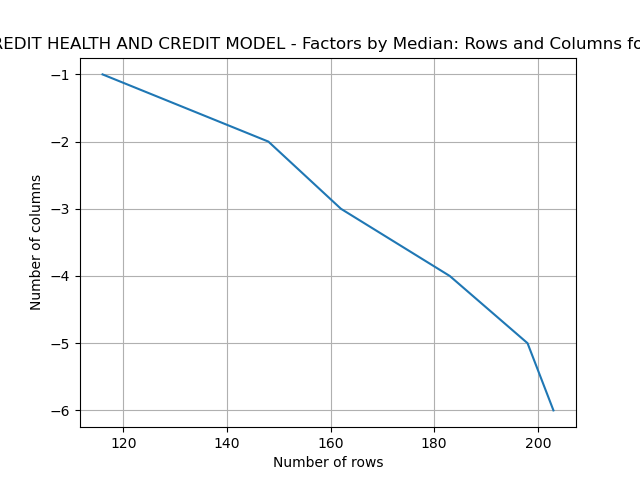 REDIT HEALTH AND CREDIT MODEL - Factors by Median: Rows and Columns fo
−1
−2
−3
−4
−5
−6
Number of columns
120 140 160 180 200
Number of rows